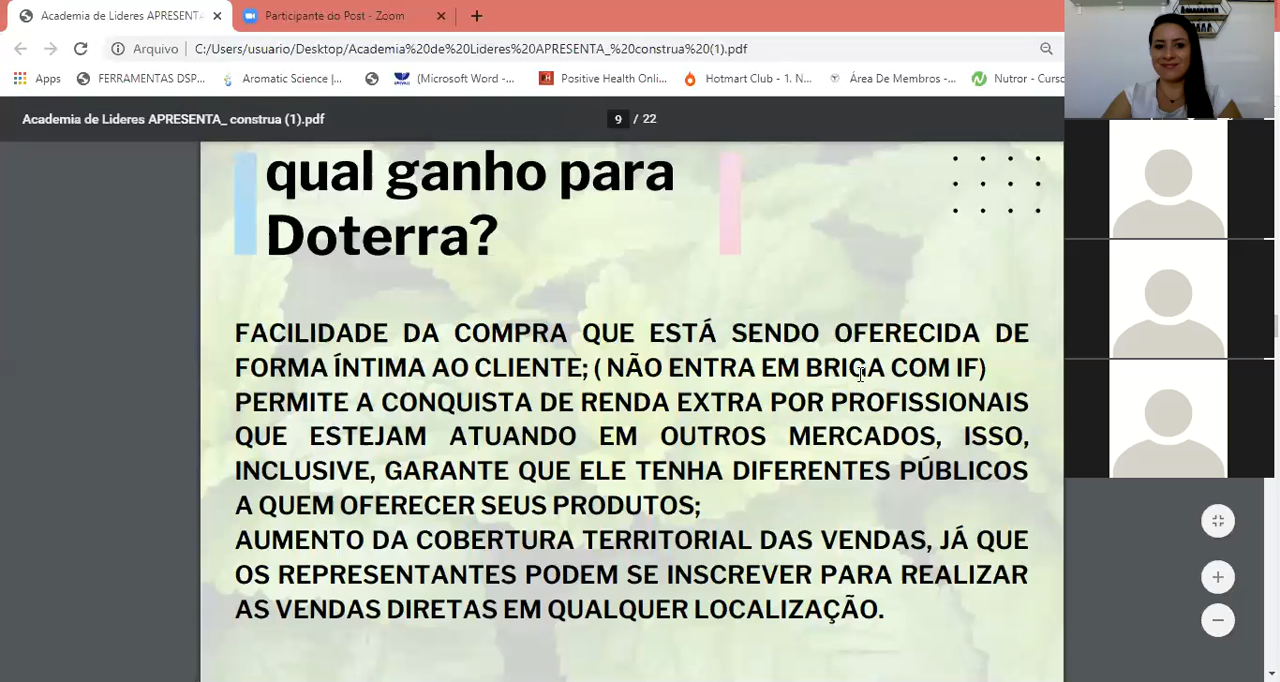 Academia de Lideres APRESENTA
Participante do Post - Zoom
Arquivo C:/Users/usuario/Desktop/Academia%20de%20Lideres%20APRESENTA_%20construa%20(1).pdf
Apps FERRAMENTAS DSP... Aromatic Science |... (Microsoft Word -... Positive Health Onli... Hotmart Club - 1. N... Área De Membros -... Nutror - Curso
Academia de Lideres APRESENTA_ construa (1).pdf 9 / 22
qual ganho para
Doterra?
FACILIDADE DA COMPRA QUE ESTÁ SENDO OFERECIDA DE
FORMA ÍNTIMA AO CLIENTE; ( NÃO ENTRA EM BRIGA COM IF)
PERMITE A CONQUISTA DE RENDA EXTRA POR PROFISSIONAIS
QUE ESTEJAM ATUANDO EM OUTROS MERCADOS, ISSO,
INCLUSIVE, GARANTE QUE ELE TENHA DIFERENTES PÚBLICOS
A QUEM OFERECER SEUS PRODUTOS;
AUMENTO DA COBERTURA TERRITORIAL DAS VENDAS, JÁ QUE
OS REPRESENTANTES PODEM SE INSCREVER PARA REALIZAR
AS VENDAS DIRETAS EM QUALQUER LOCALIZAÇÃO.